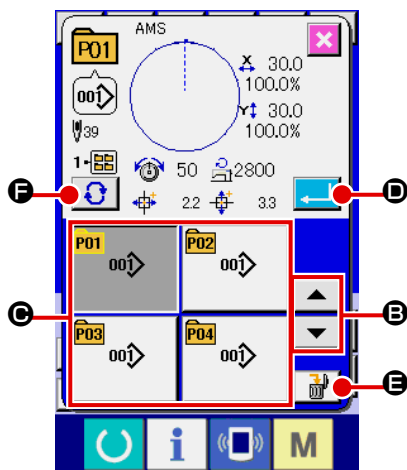 AMS
P01
X 30.0
100.0%
001
Y 30.0
100.0%
39
1-
50 2800
F D
2.2 3.3
P01 P02
001 001
C B
P03 P04
001 001
E
i M